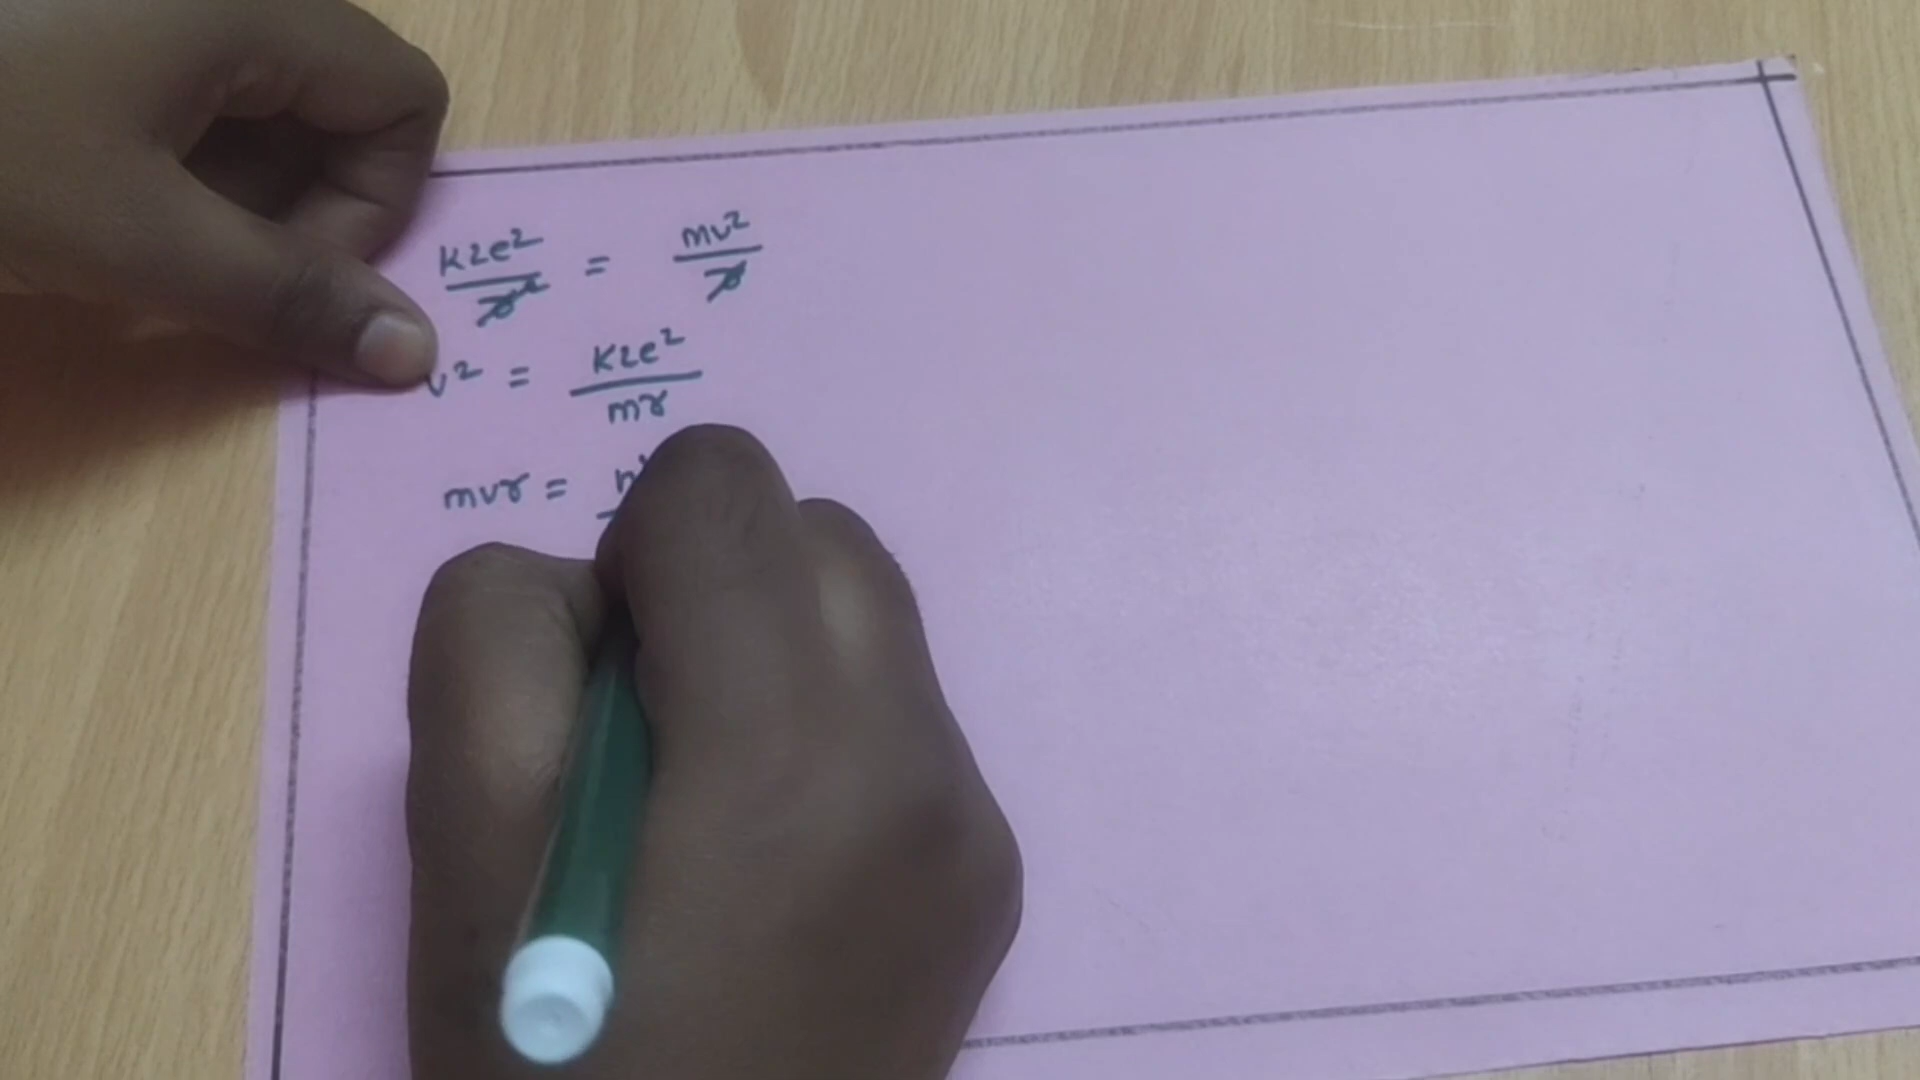 KZe²/r² = mv²/r
v² = KZe²/mr
mvr = n